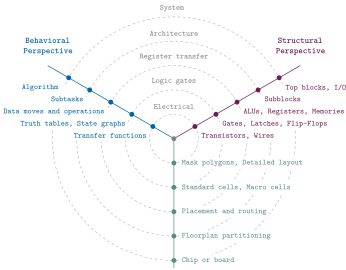 System
Behavioral
Perspective
Structural
Perspective
Architecture
Register transfer
Logic gates
Electrical
Algorithm
Subtasks
Data moves and operations
Truth tables, State graphs
Transfer functions
Top blocks, I/O
Subblocks
ALUs, Registers, Memories
Gates, Latches, Flip-Flops
Transistors, Wires
Mask polygons, Detailed layout
Standard cells, Macro cells
Placement and routing
Floorplan partitioning
Chip or board